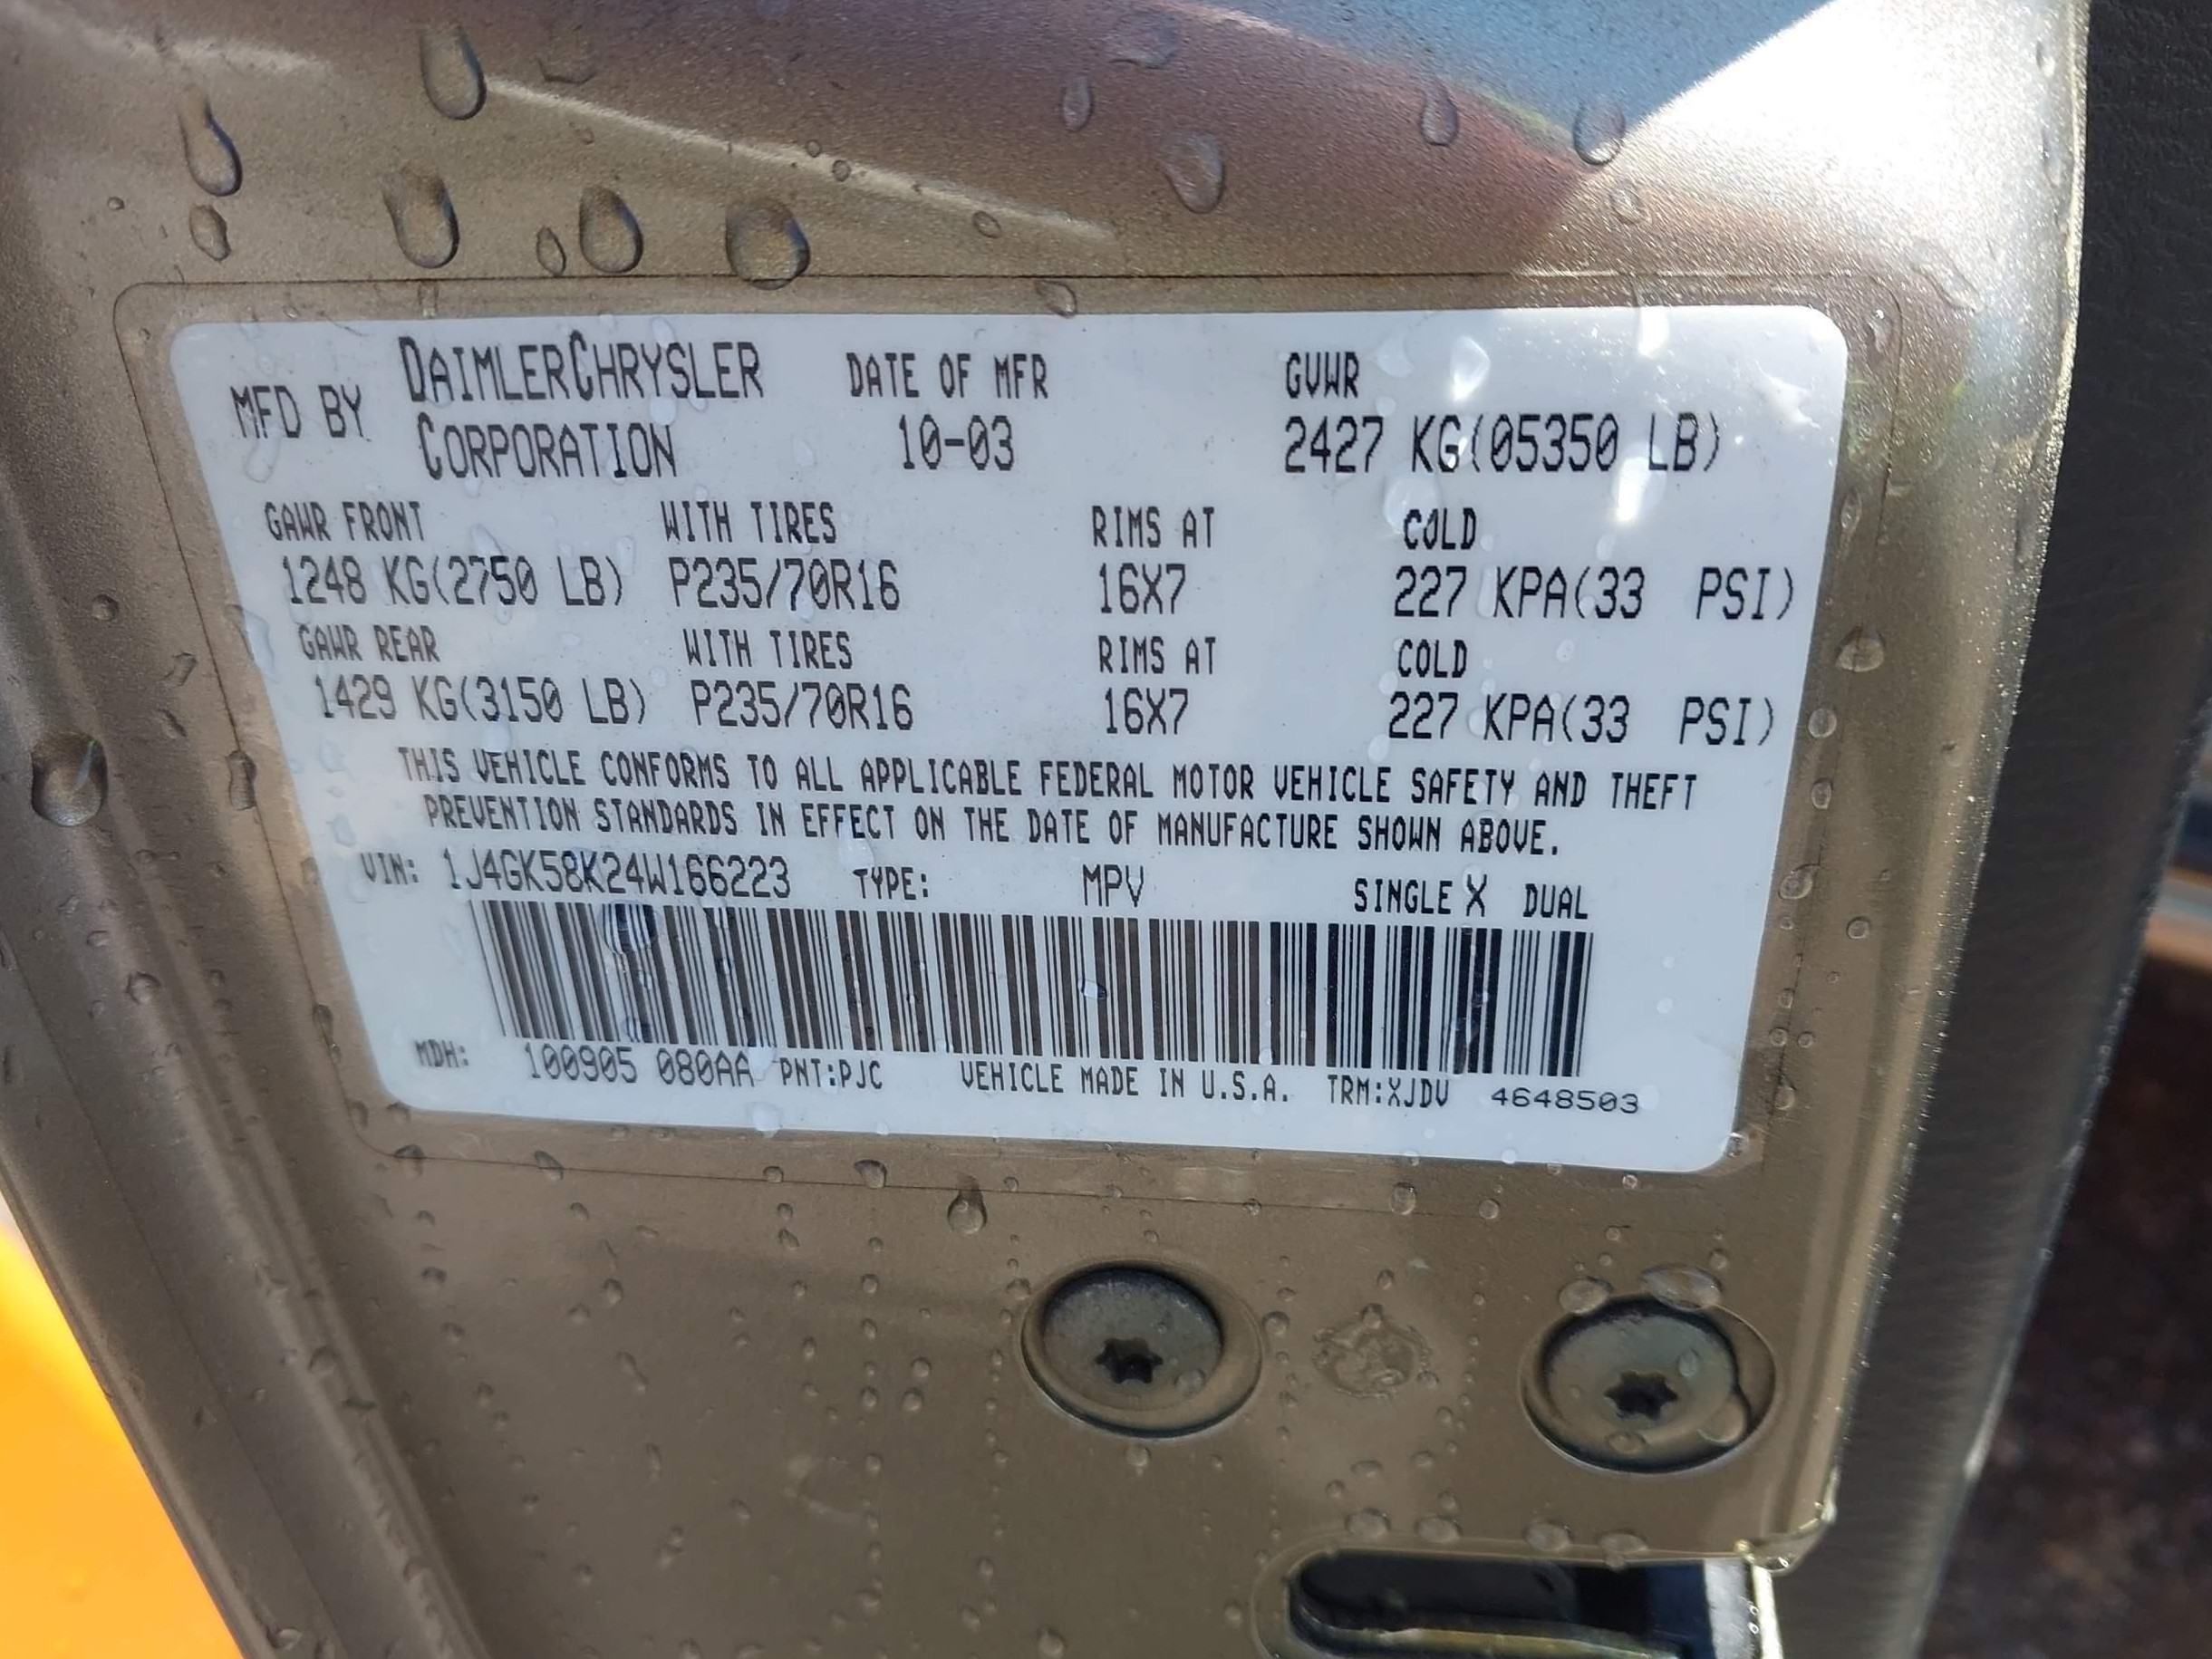 MFD BY DAIMLERCHRYSLER CORPORATION DATE OF MFR 10-03 GVWR 2427 KG(05350 LB)
GAWR FRONT WITH TIRES RIMS AT COLD
1248 KG(2750 LB) P235/70R16 16X7 227 KPA(33 PSI)
GAWR REAR WITH TIRES RIMS AT COLD
1429 KG(3150 LB) P235/70R16 16X7 227 KPA(33 PSI)
THIS VEHICLE CONFORMS TO ALL APPLICABLE FEDERAL MOTOR VEHICLE SAFETY AND THEFT
PREVENTION STANDARDS IN EFFECT ON THE DATE OF MANUFACTURE SHOWN ABOVE.
VIN: 1J4GK58K24W166223 TYPE: MPV SINGLE X DUAL
MDH: 100905 080AA PNT:PJC VEHICLE MADE IN U.S.A. TRM:XJDV 4648503